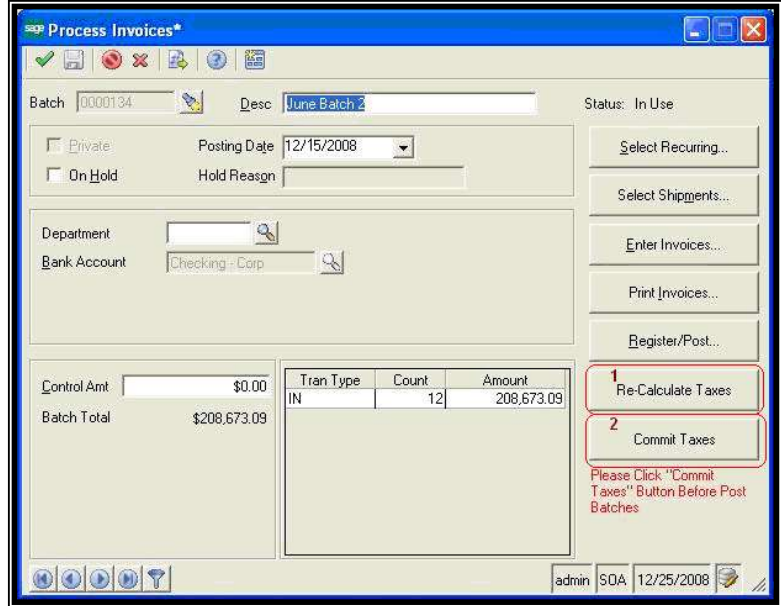 sage Process Invoices*
Batch 0000134 Desc June Batch 2 Status: In Use
Private Posting Date 12/15/2008 Select Recurring...
On Hold Hold Reason
Select Shipments...
Department Enter Invoices...
Bank Account Checking - Corp
Print Invoices...
Register/Post...
Control Amt $0.00 Tran Type Count Amount 1 Re-Calculate Taxes
Batch Total $208,673.09 IN 12 208,673.09
2 Commit Taxes
Please Click "Commit
Taxes" Button Before Post
Batches
admin SOA 12/25/2008